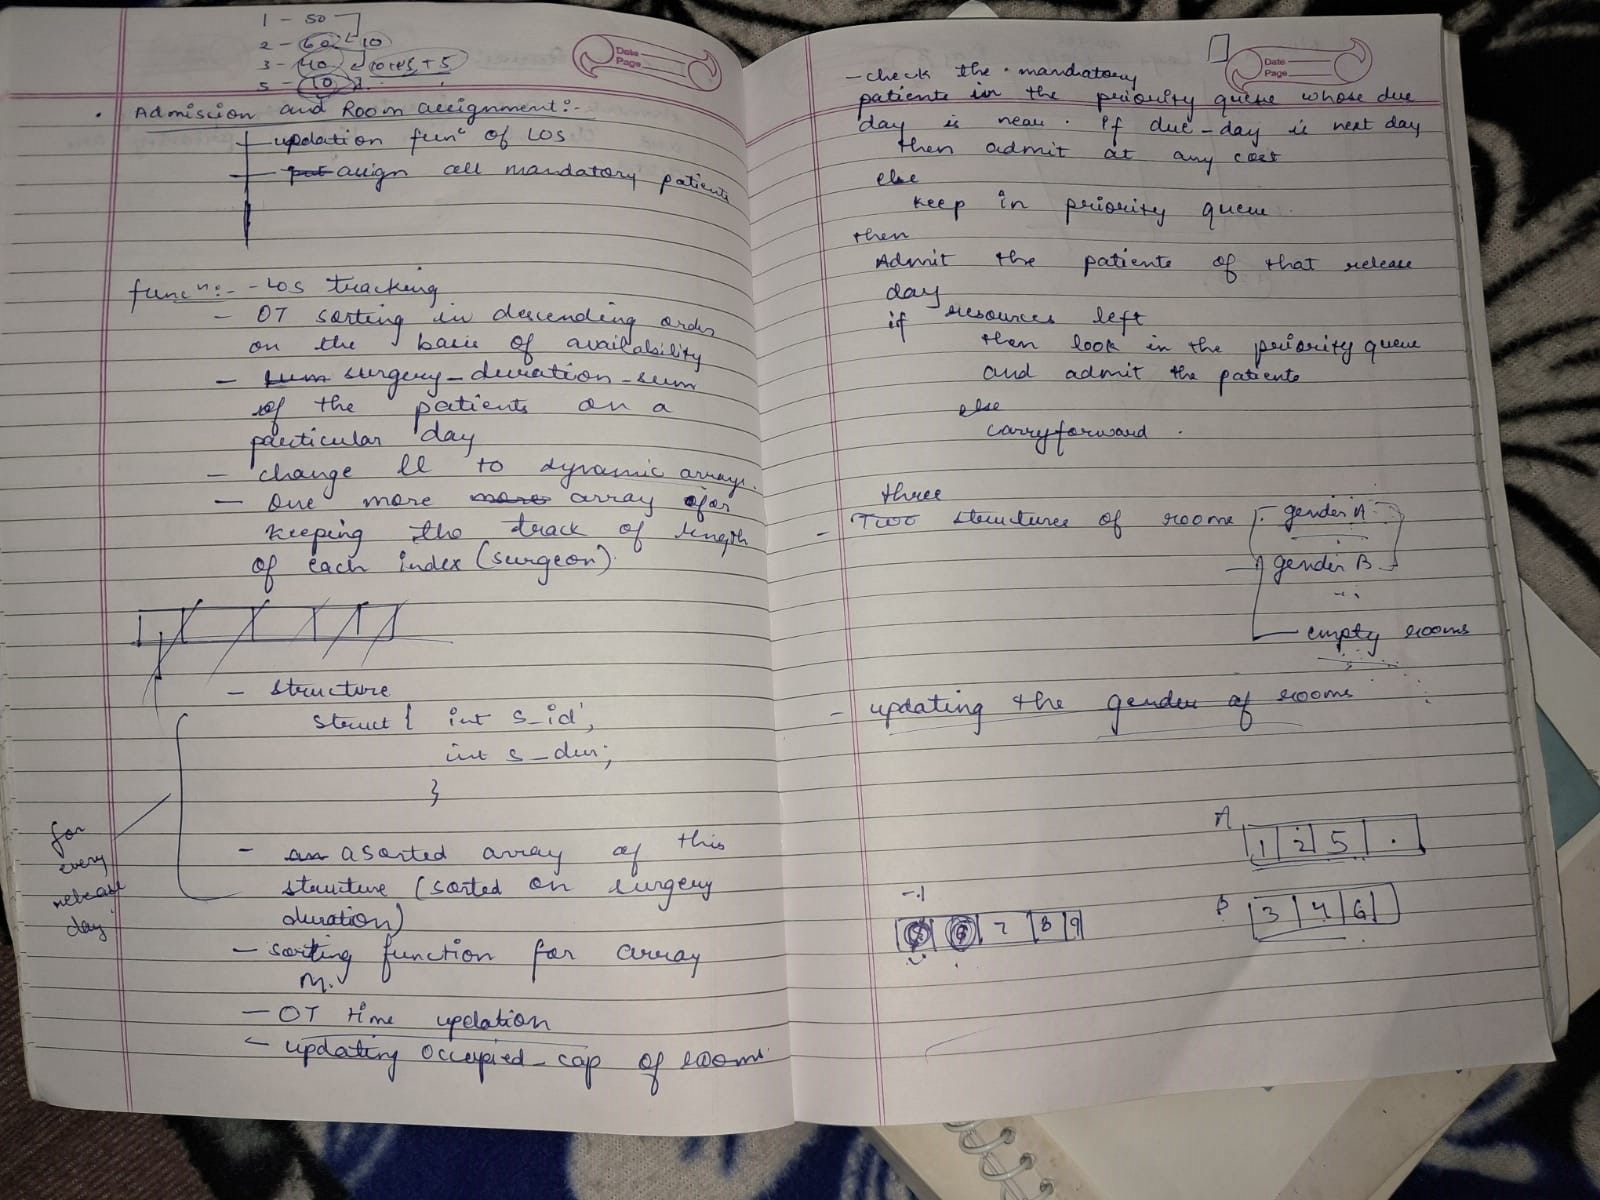 1 - 50
2 - 60 10
3 - 40
5 - 10
Date
Page
. Admission and Room assignment:-
updation funⁿ of LOS
assign all mandatory patients
funcⁿ:- - LOS tracking
- OT sorting in descending order
on the basis of availability
- surgery-duration-sum
of the patients on a
particular day
- change ll to dynamic arrays.
- One more array for
keeping the track of length
of each index (surgeon).
- structure
struct { int s_id;
int s_dur;
}
for
every
release
day
- a sorted array of this
structure (sorted on surgery
duration)
- sorting function for array
M.
- OT time updation
- updating occupied_cap of rooms
Date
Page
- check the mandatory
patients in the priority queue whose due
day is near. If due-day is next day
then admit at any cost
else
keep in priority queue.
then
Admit the patients of that release
day
if resources left
then look in the priority queue
and admit the patients
else
carryforward.
three
- Two structures of rooms gender A
gender B
empty rooms
- updating the gender of rooms
A
1 2 5 .
B
3 4 6
-1
7 8 9